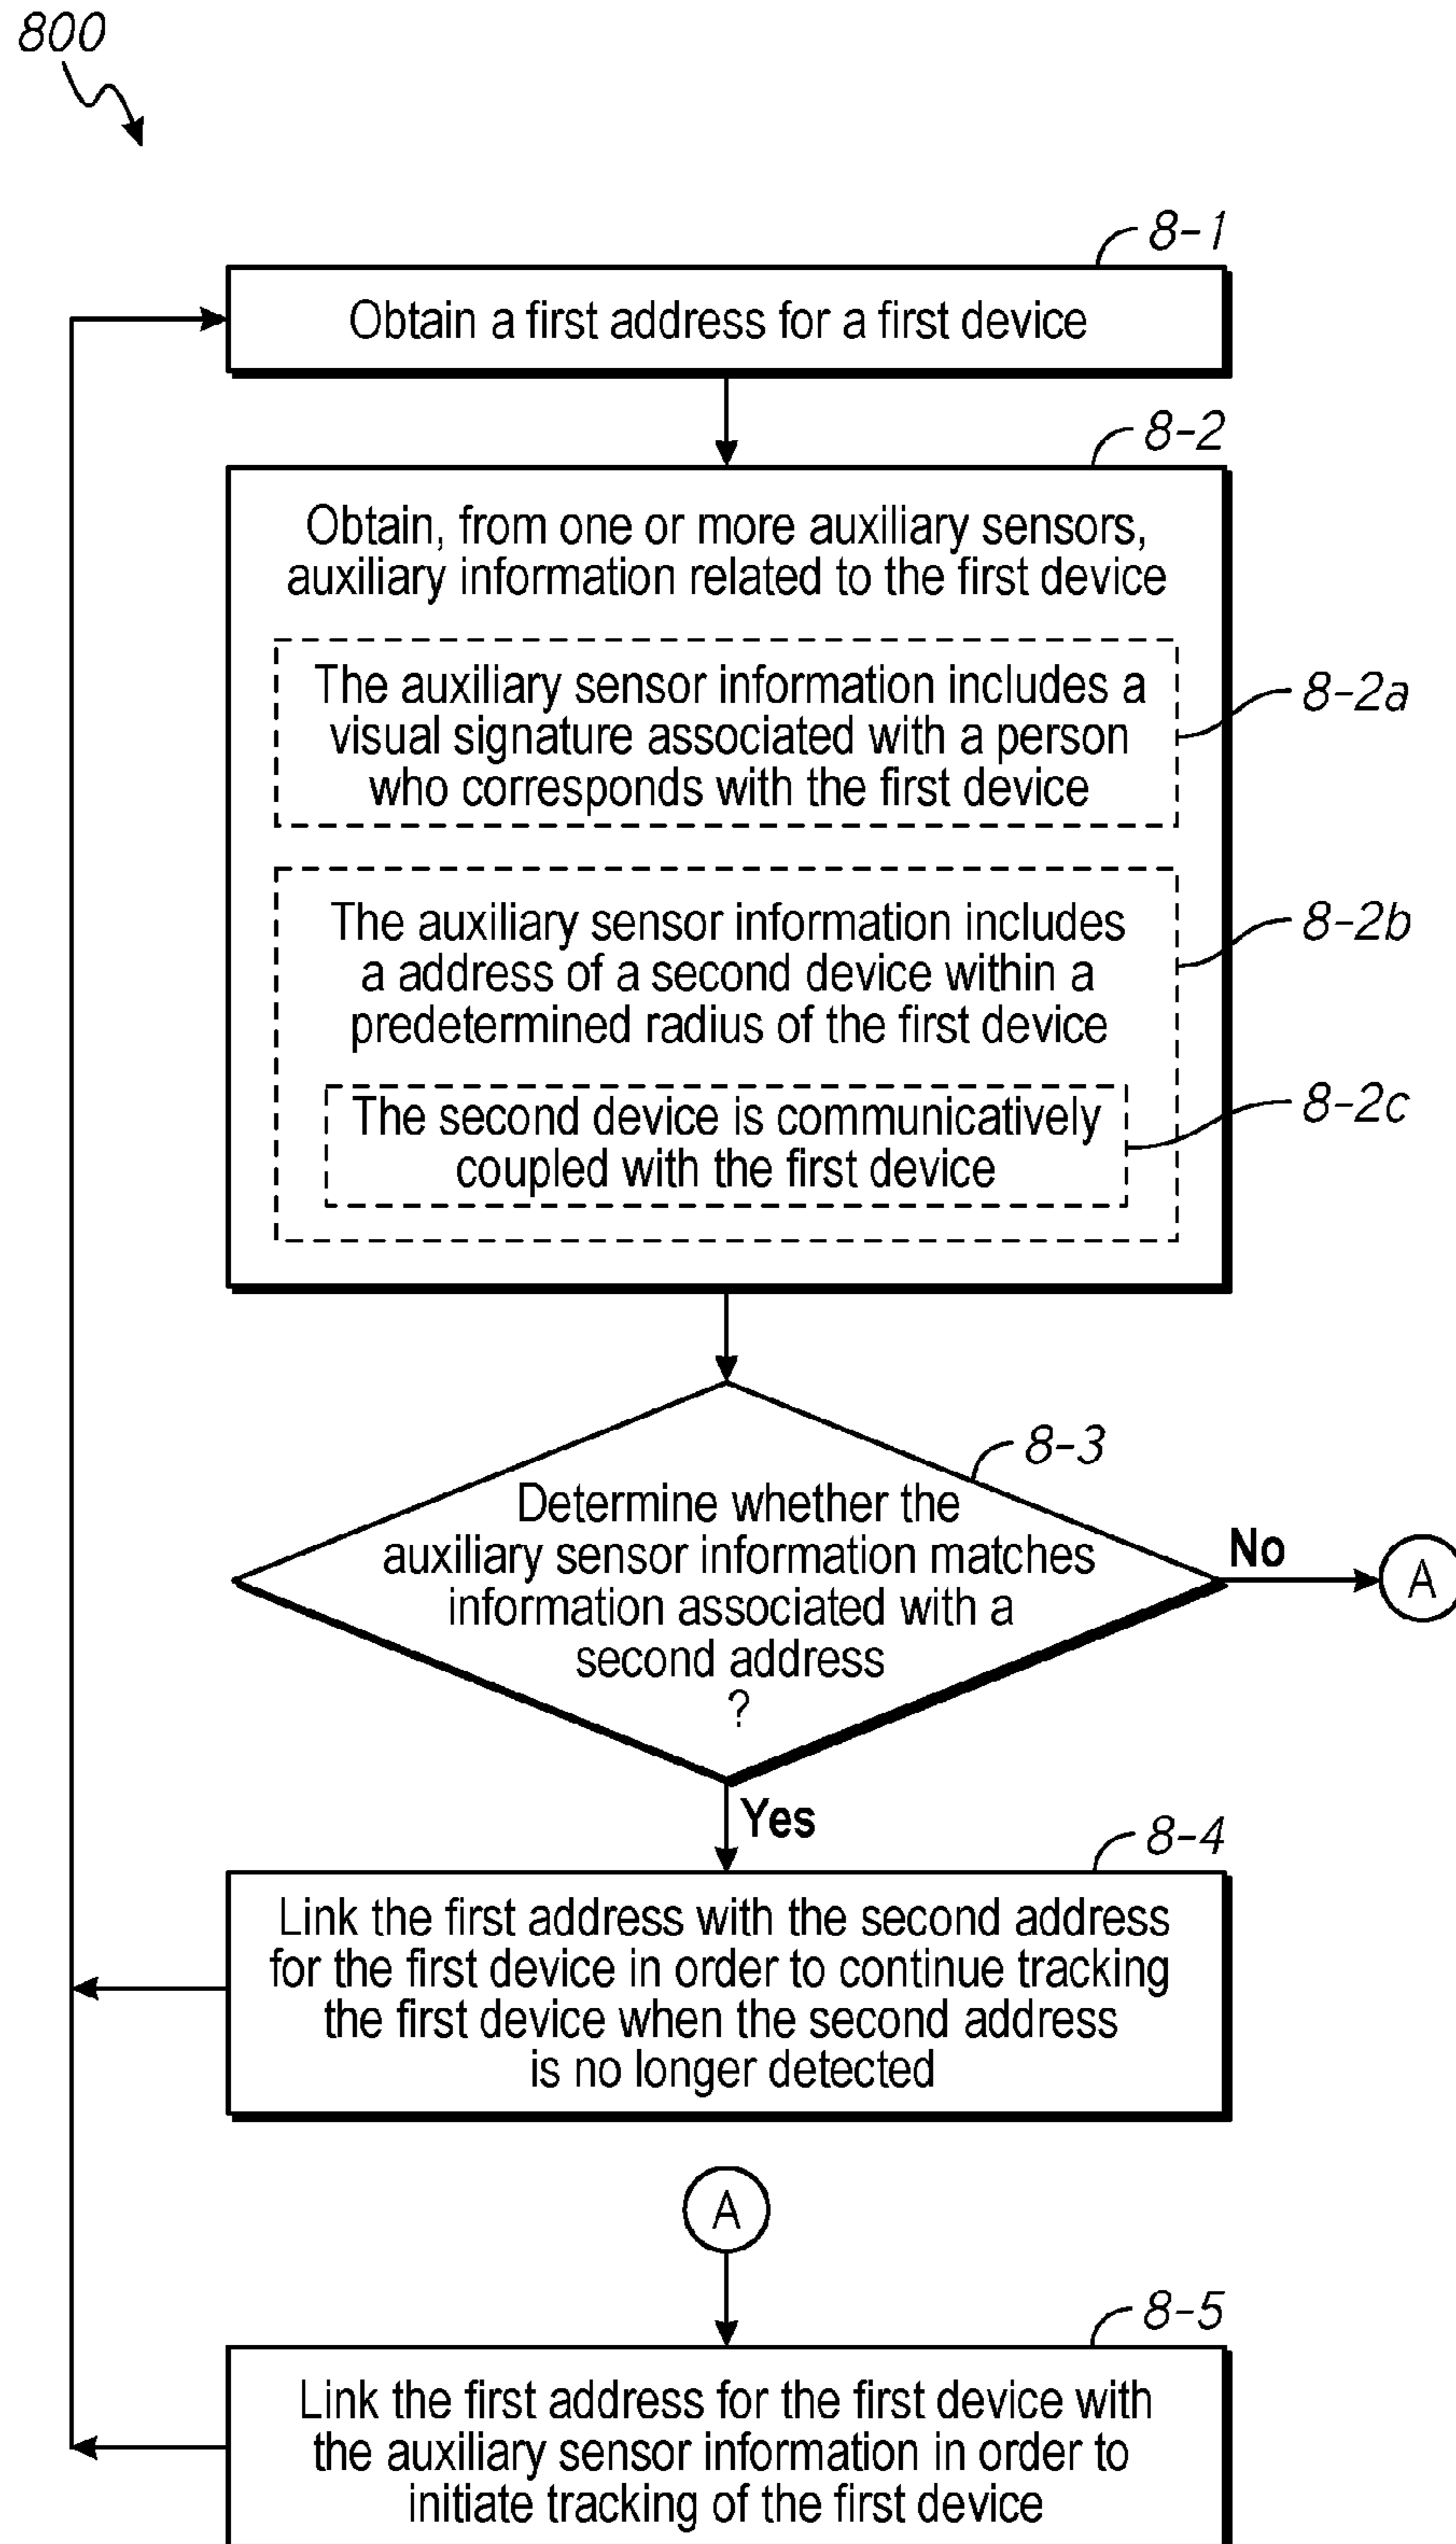 800
8-1
Obtain a first address for a first device
8-2
Obtain, from one or more auxiliary sensors,
auxiliary information related to the first device
The auxiliary sensor information includes a
visual signature associated with a person
who corresponds with the first device
8-2a
The auxiliary sensor information includes
a address of a second device within a
predetermined radius of the first device
8-2b
The second device is communicatively
coupled with the first device
8-2c
8-3
Determine whether the
auxiliary sensor information matches
information associated with a
second address
?
No
A
Yes
8-4
Link the first address with the second address
for the first device in order to continue tracking
the first device when the second address
is no longer detected
A
8-5
Link the first address for the first device with
the auxiliary sensor information in order to
initiate tracking of the first device